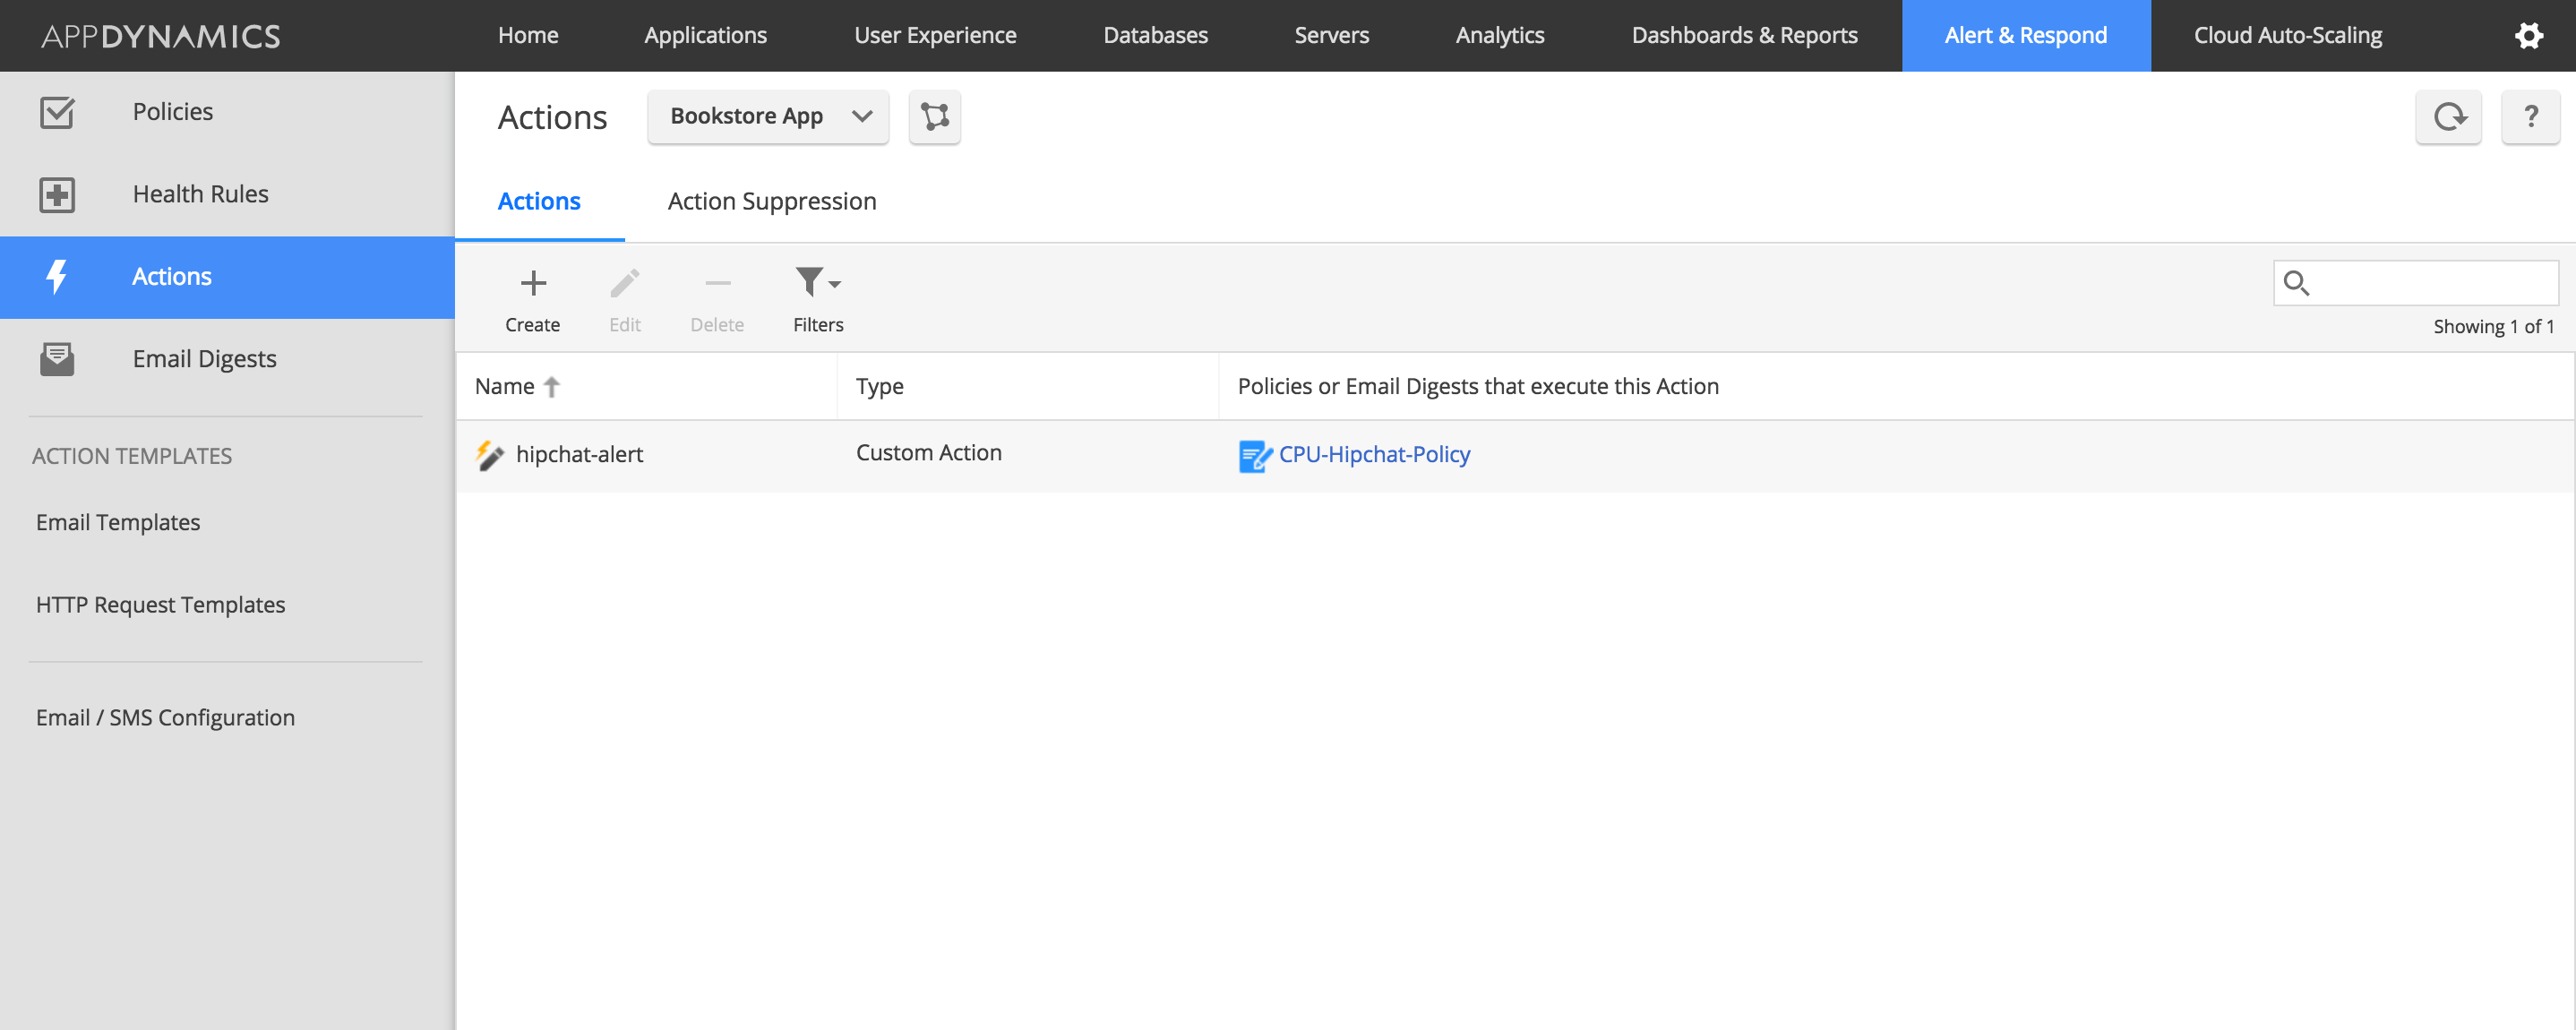 APPDYNAMICS
Home Applications User Experience Databases Servers Analytics Dashboards & Reports Alert & Respond Cloud Auto-Scaling
Policies
Health Rules
Actions
Email Digests
ACTION TEMPLATES
Email Templates
HTTP Request Templates
Email / SMS Configuration
Actions Bookstore App ?
Actions Action Suppression
Create Edit Delete Filters
Showing 1 of 1
Name Type Policies or Email Digests that execute this Action
hipchat-alert Custom Action CPU-Hipchat-Policy